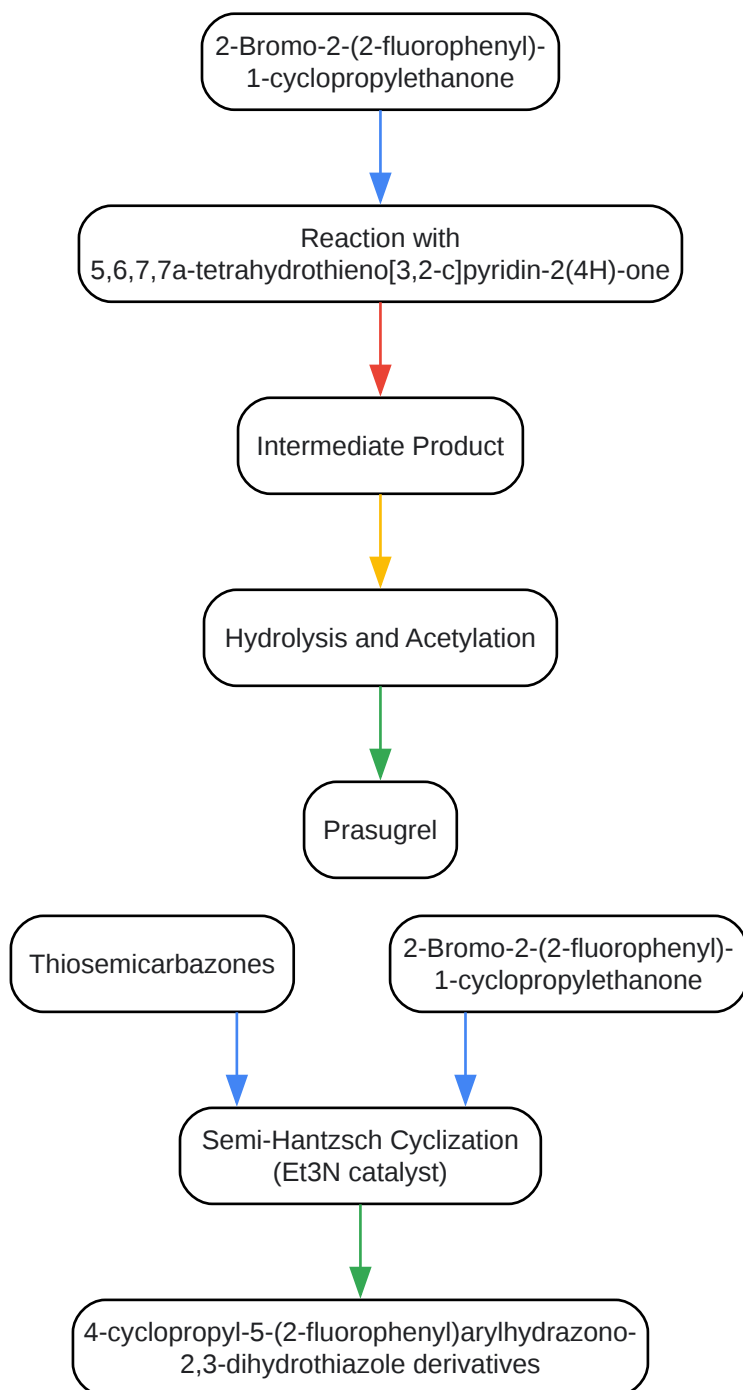 2-Bromo-2-(2-fluorophenyl)-
1-cyclopropylethanone
Reaction with
5,6,7,7a-tetrahydrothieno[3,2-c]pyridin-2(4H)-one
Intermediate Product
Hydrolysis and Acetylation
Prasugrel
Thiosemicarbazones
2-Bromo-2-(2-fluorophenyl)-
1-cyclopropylethanone
Semi-Hantzsch Cyclization
(Et3N catalyst)
4-cyclopropyl-5-(2-fluorophenyl)arylhydrazono-
2,3-dihydrothiazole derivatives